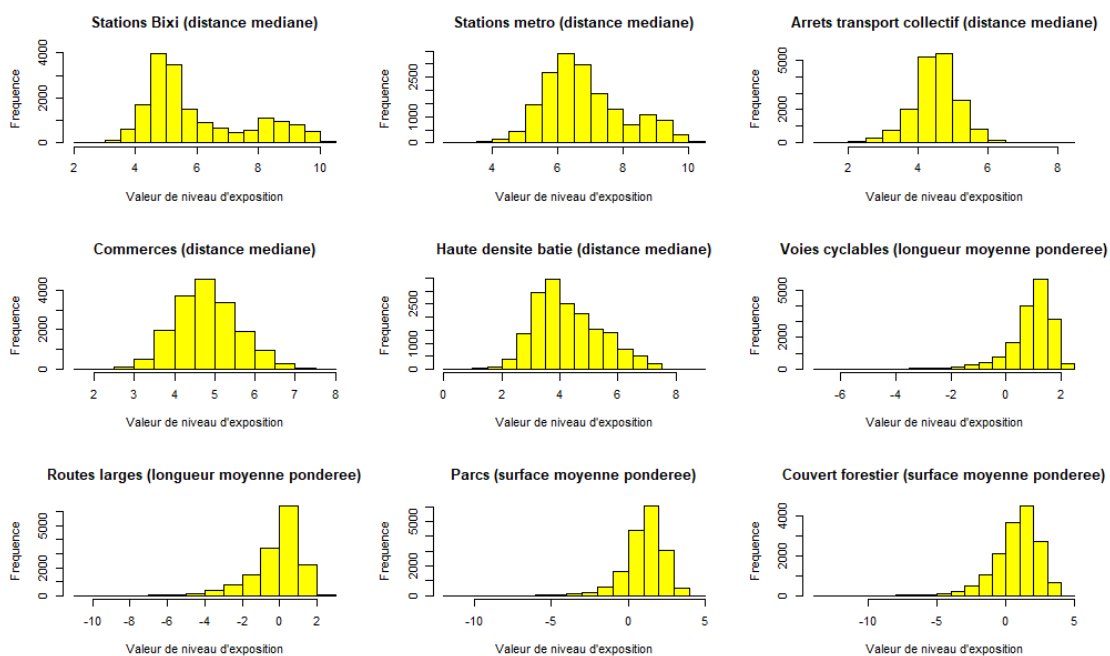 Stations Bixi (distance mediane)
Frequence
0 2000 4000
2 4 6 8 10
Valeur de niveau d'exposition
Stations metro (distance mediane)
Frequence
0 1000 2500
4 6 8 10
Valeur de niveau d'exposition
Arrets transport collectif (distance mediane)
Frequence
0 2000 5000
2 4 6 8
Valeur de niveau d'exposition
Commerces (distance mediane)
Frequence
0 2000 4000
2 3 4 5 6 7 8
Valeur de niveau d'exposition
Haute densite batie (distance mediane)
Frequence
0 1000 2500
0 2 4 6 8
Valeur de niveau d'exposition
Voies cyclables (longueur moyenne ponderee)
Frequence
0 2000 5000
-6 -4 -2 0 2
Valeur de niveau d'exposition
Routes larges (longueur moyenne ponderee)
Frequence
0 2000 5000
-10 -8 -6 -4 -2 0 2
Valeur de niveau d'exposition
Parcs (surface moyenne ponderee)
Frequence
0 2000 5000
-10 -5 0 5
Valeur de niveau d'exposition
Couvert forestier (surface moyenne ponderee)
Frequence
0 2000 4000
-10 -5 0 5
Valeur de niveau d'exposition